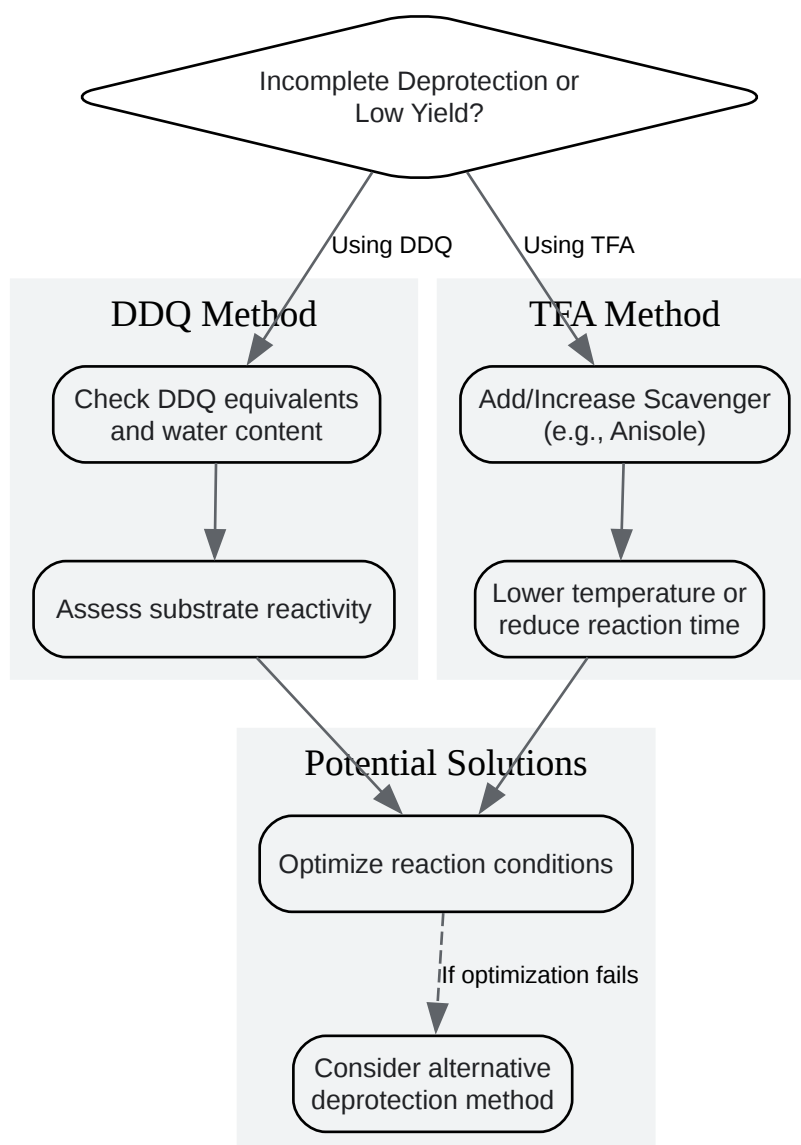 Incomplete Deprotection or
Low Yield?
Using DDQ
Using TFA
DDQ Method
TFA Method
Check DDQ equivalents
and water content
Add/Increase Scavenger
(e.g., Anisole)
Assess substrate reactivity
Lower temperature or
reduce reaction time
Potential Solutions
Optimize reaction conditions
If optimization fails
Consider alternative
deprotection method